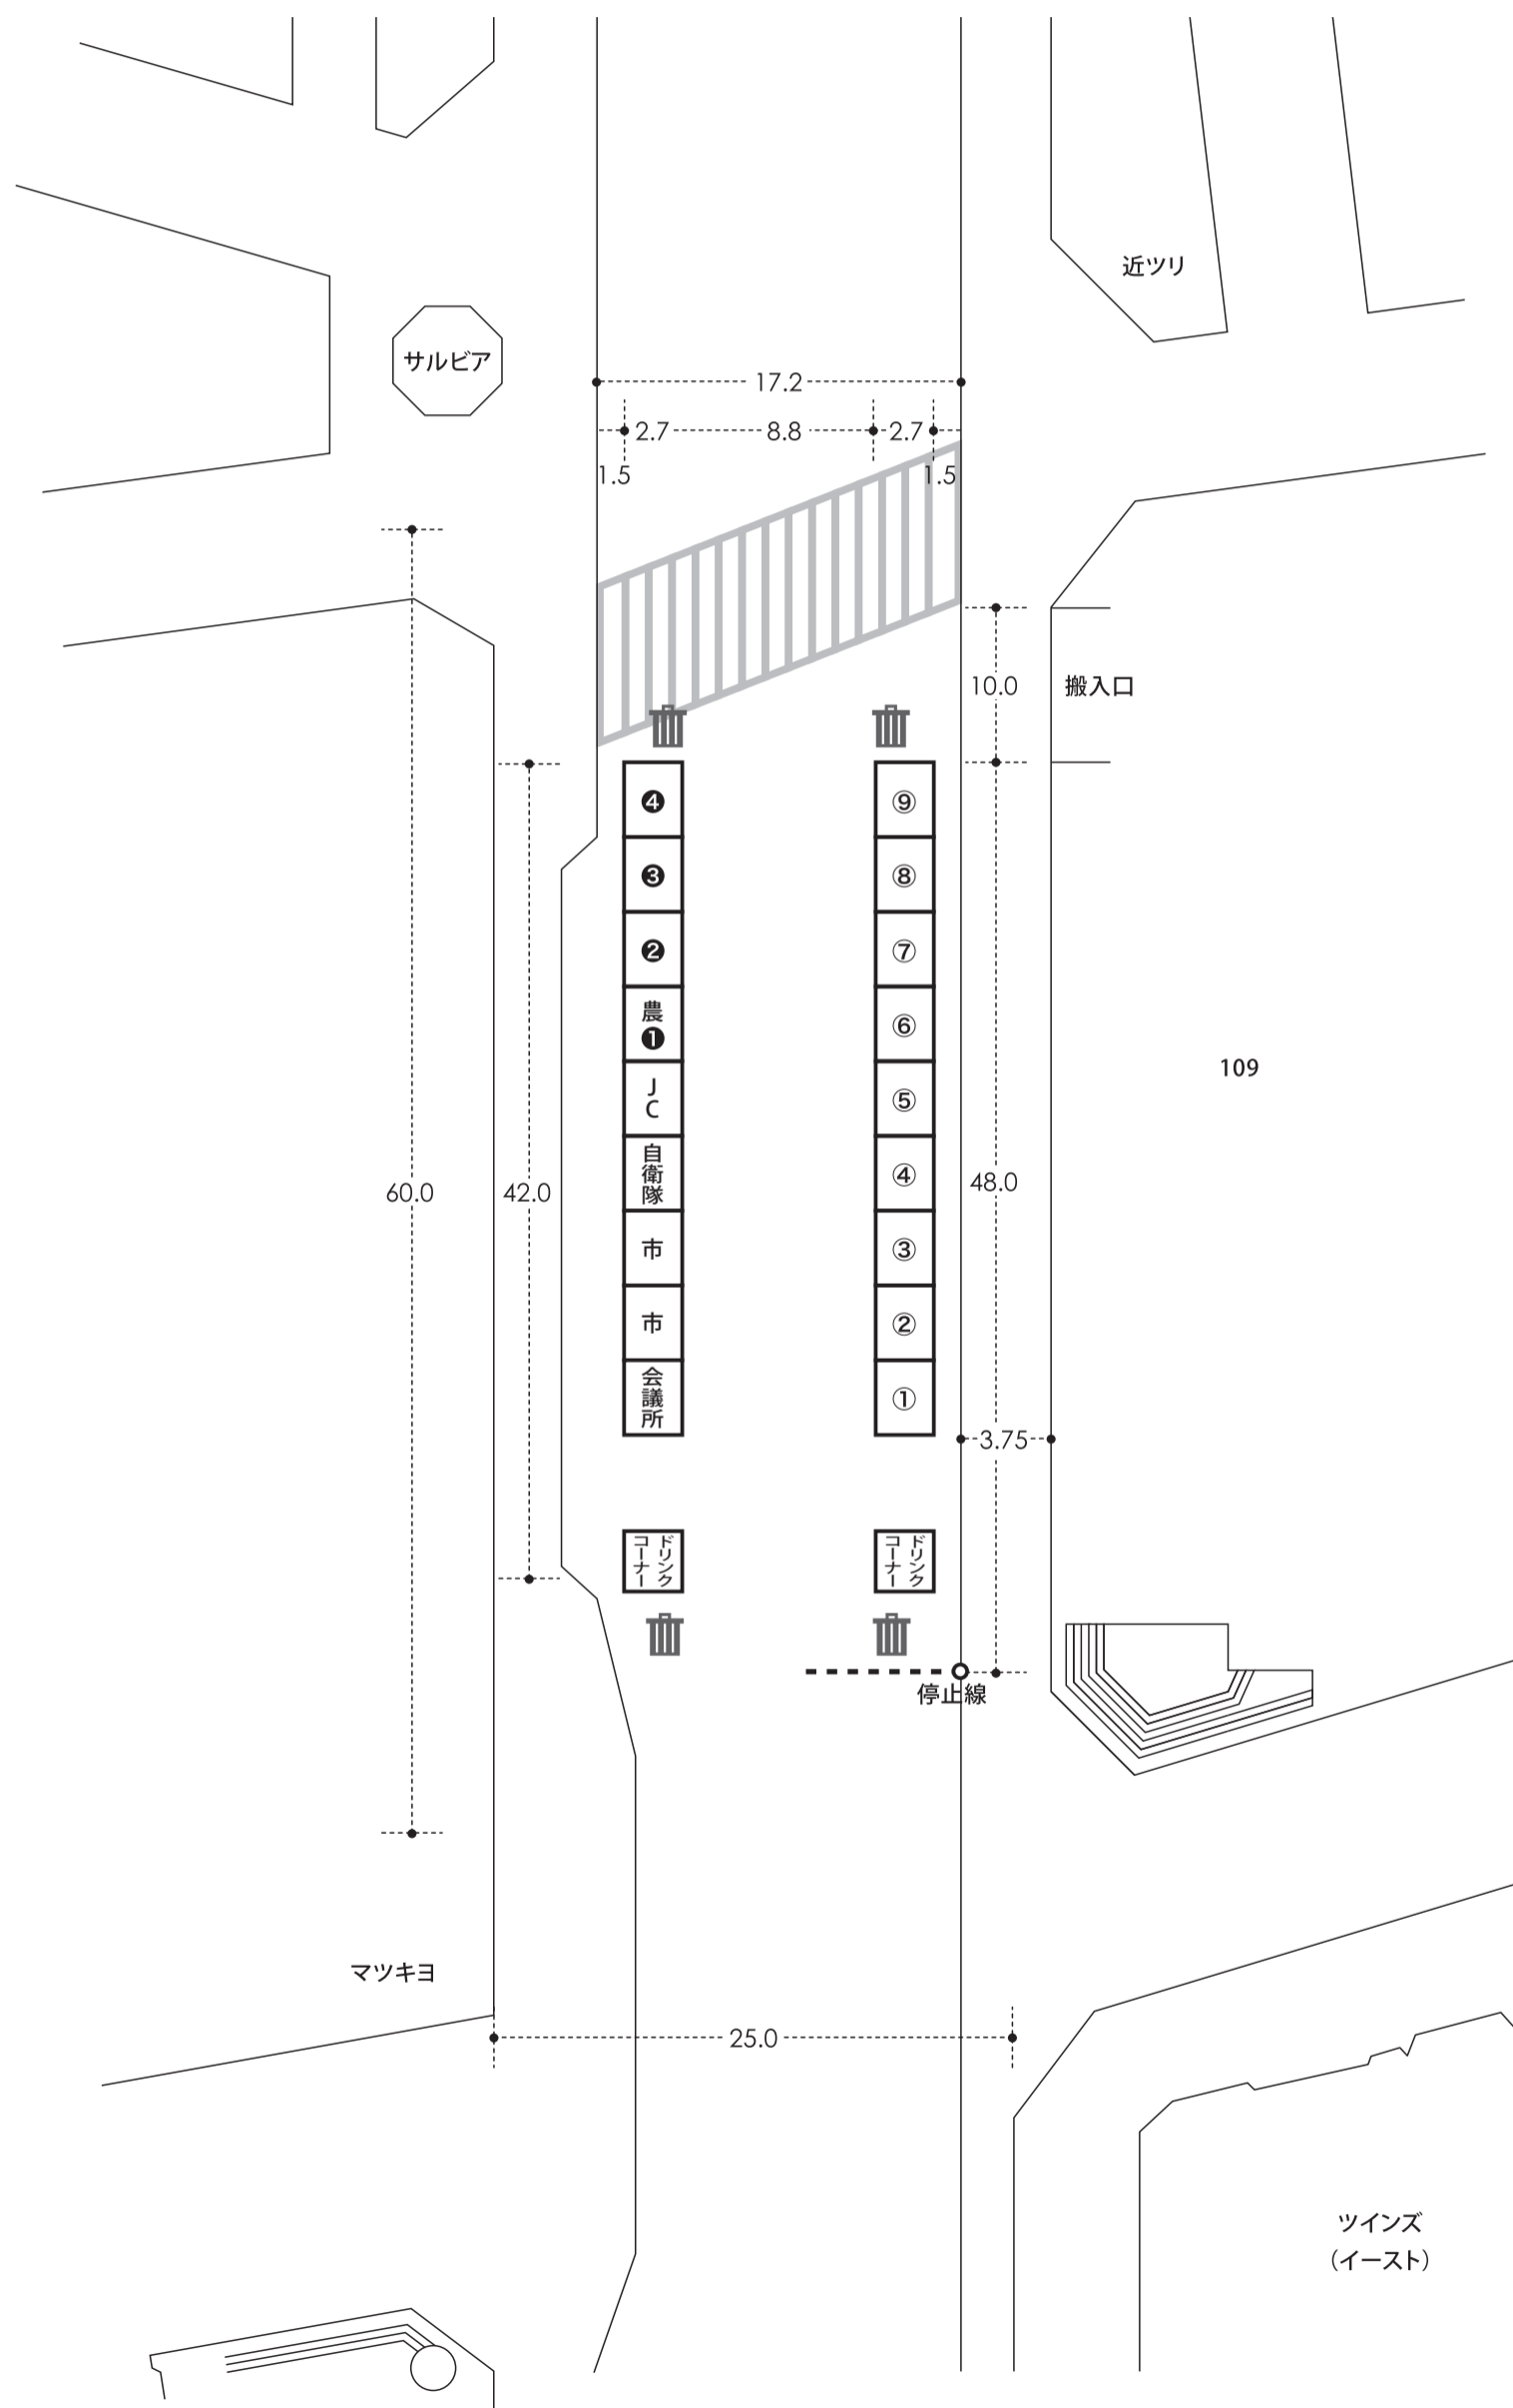 近ツリ
サルビア
17.2
2.7
8.8
2.7
1.5
1.5
10.0
搬入口
❹
⑨
❸
⑧
❷
⑦
農
❶
⑥
JC
⑤
109
自衛隊
④
60.0
42.0
48.0
市
③
市
②
会議所
①
3.75
ドリンク
コーナー
ドリンク
コーナー
停止線
マツキヨ
25.0
ツインズ
（イースト）